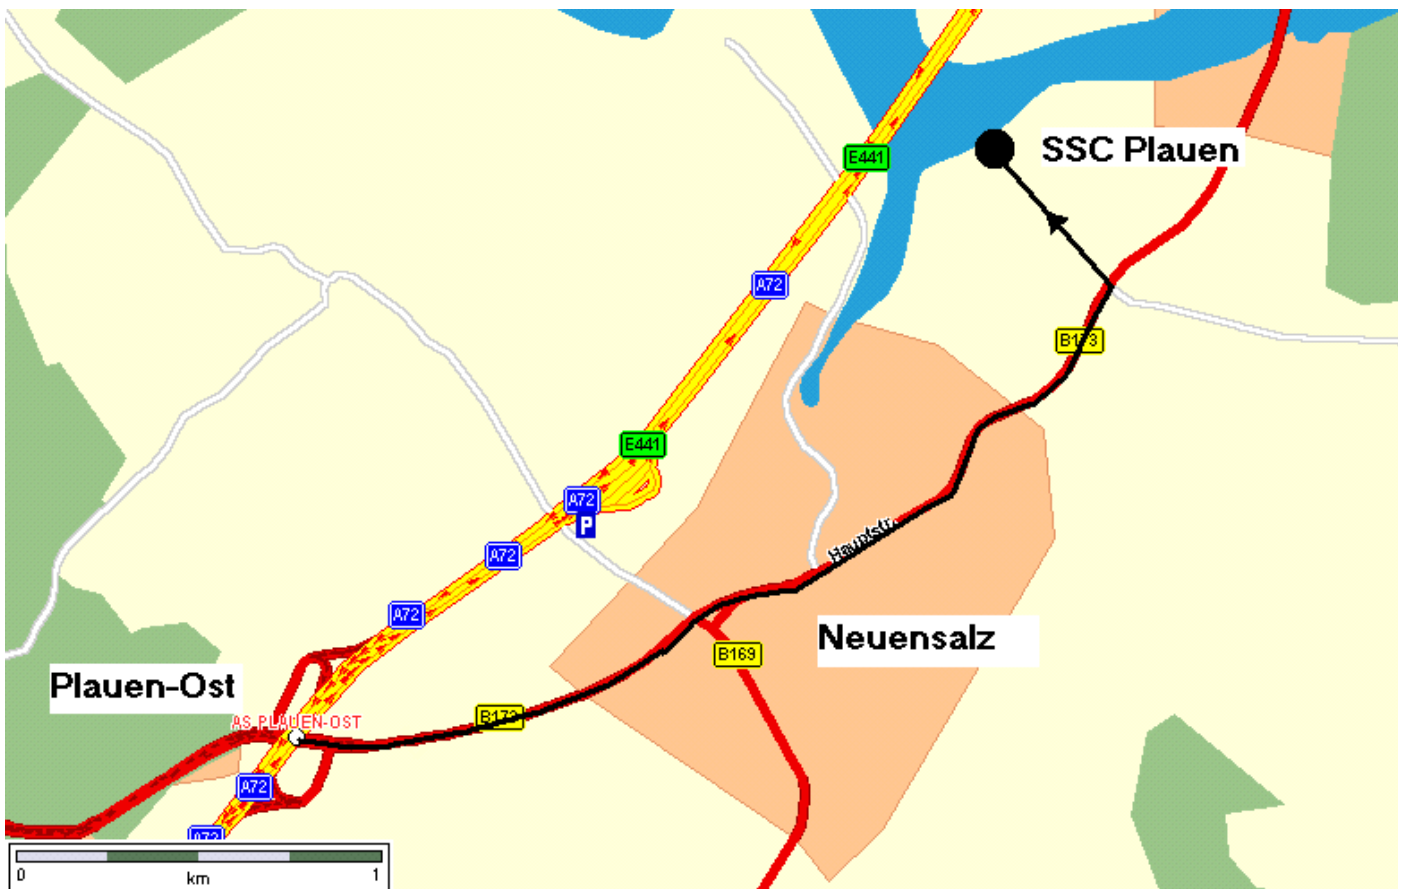 E441
SSC Plauen
A72
B173
E441
A72
P
A72
Hauptstr.
A72
Neuensalz
B169
Plauen-Ost
B173
AS PLAUEN-OST
A72
A72
0 km 1